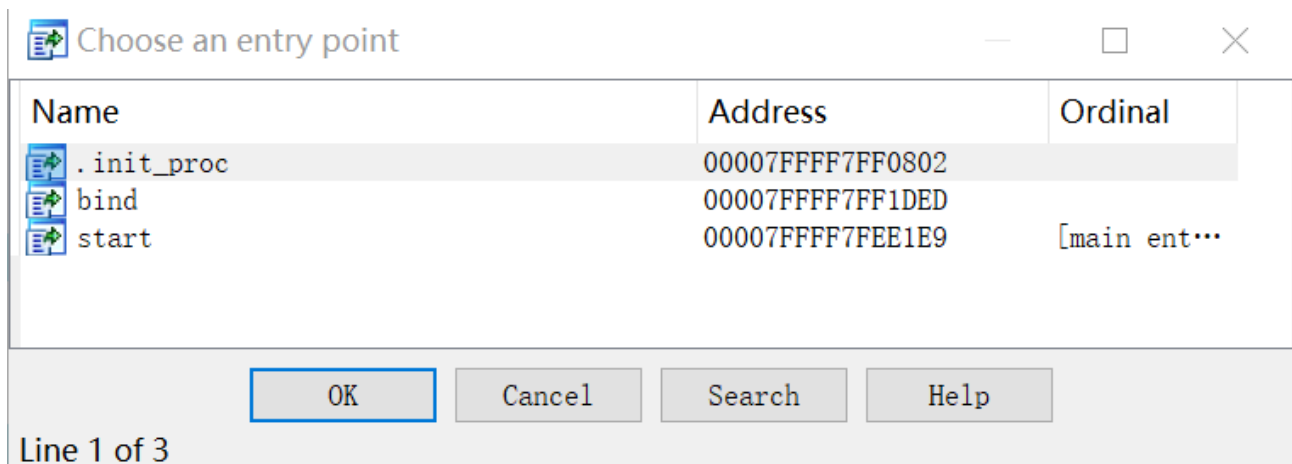 Choose an entry point
Name Address Ordinal
.init_proc 00007FFFF7FF0802
bind 00007FFFF7FF1DED
start 00007FFFF7FEE1E9 [main ent…
OK Cancel Search Help
Line 1 of 3